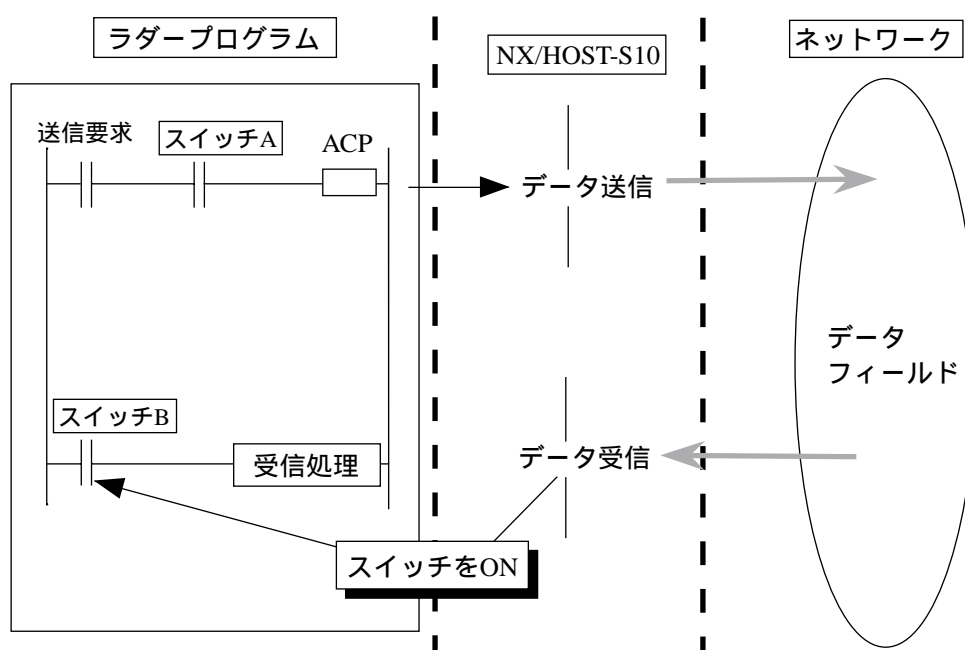 ラダープログラム
NX/HOST-S10
ネットワーク
送信要求
スイッチA
ACP
データ送信
データ
フィールド
スイッチB
受信処理
データ受信
スイッチをON